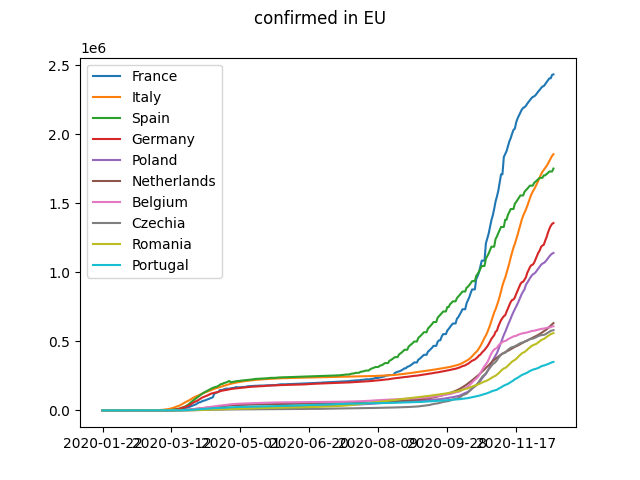 confirmed in EU
1e6
2.5
2.0
1.5
1.0
0.5
0.0
France
Italy
Spain
Germany
Poland
Netherlands
Belgium
Czechia
Romania
Portugal
2020-01-22 2020-03-12 2020-05-01 2020-06-20 2020-08-09 2020-09-28 2020-11-17